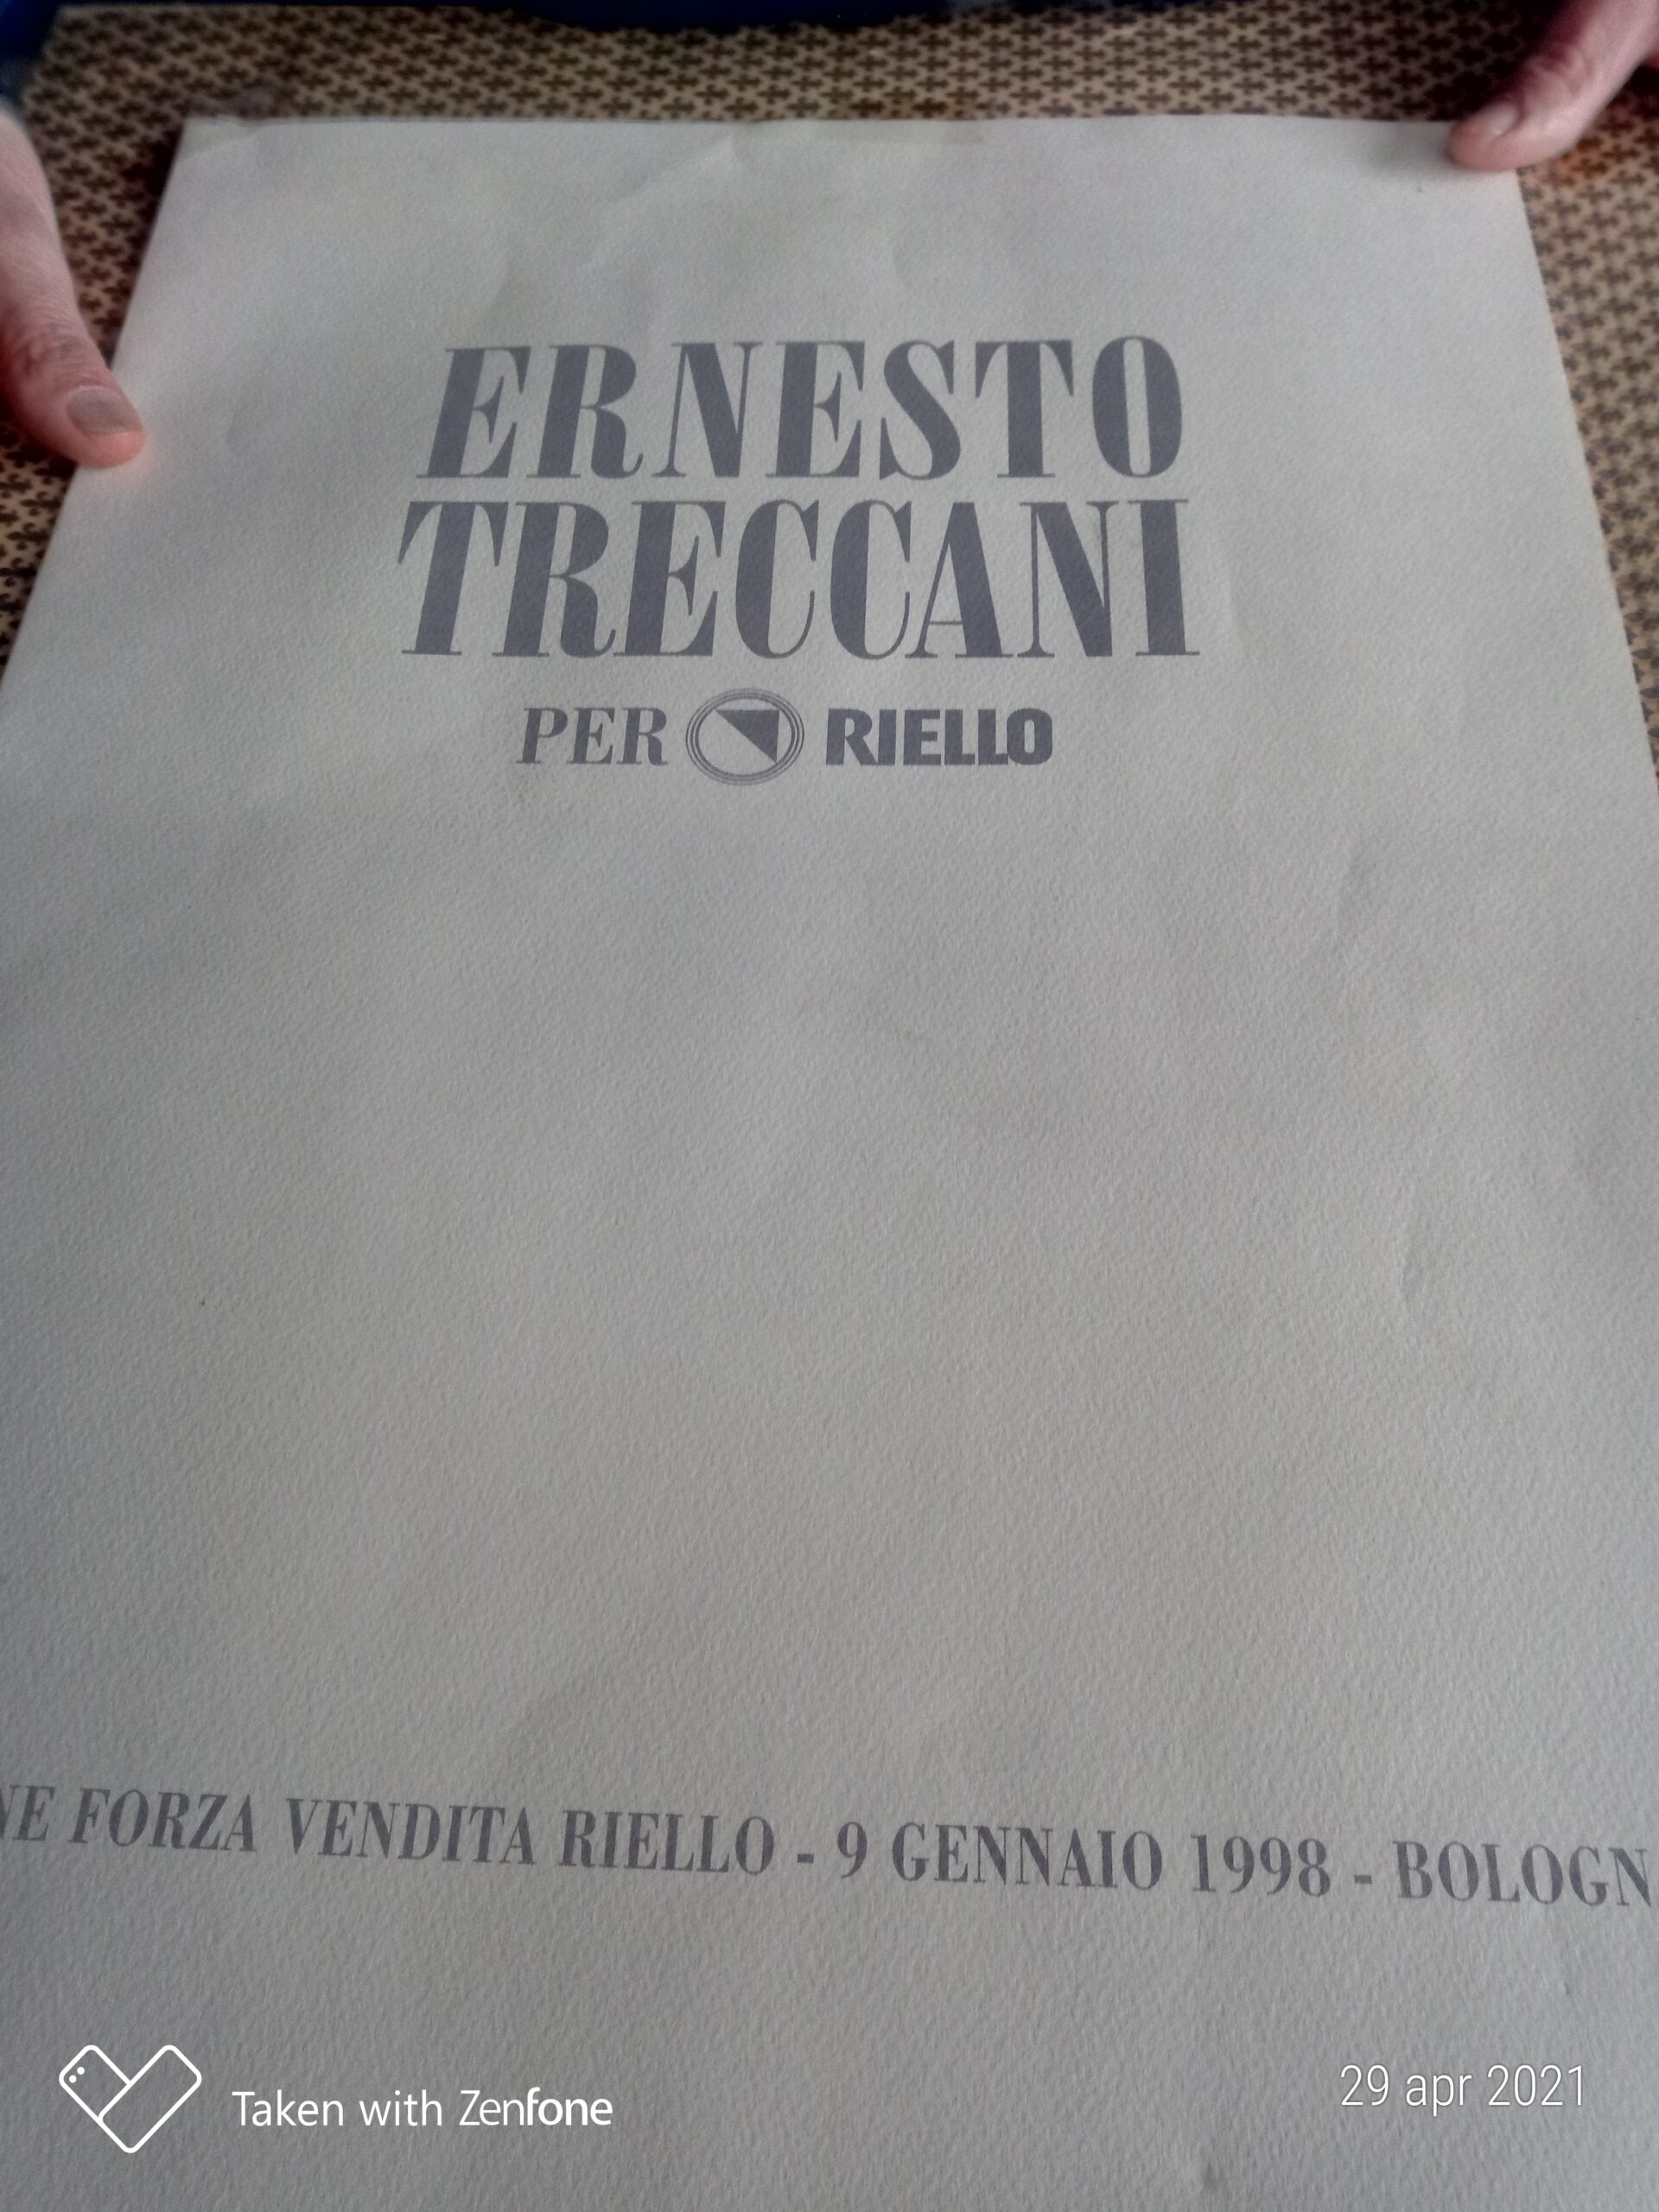 ERNESTO
TRECCANI
PER RIELLO
NE FORZA VENDITA RIELLO - 9 GENNAIO 1998 - BOLOGN
Taken with Zenfone
29 apr 2021